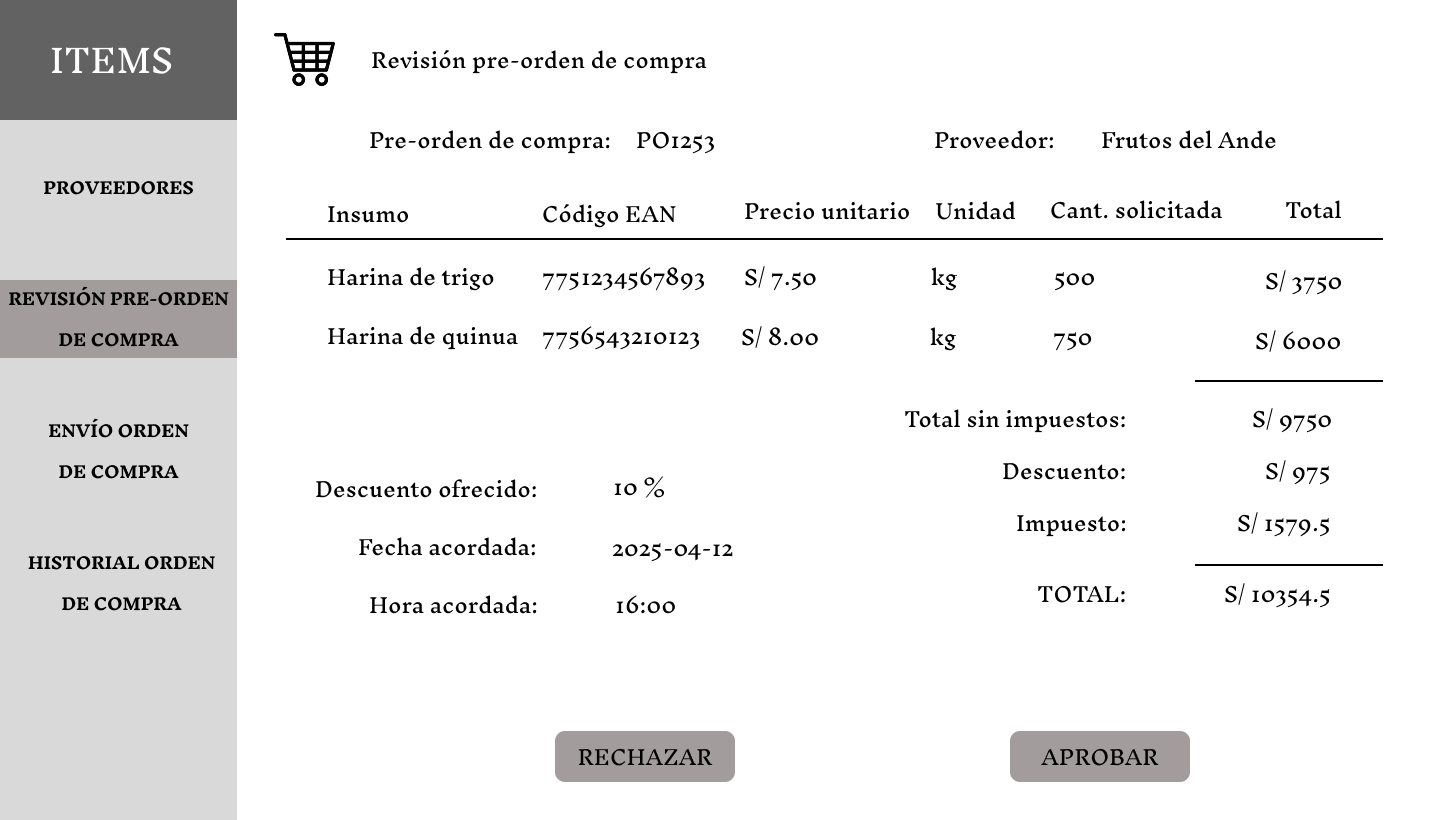 ITEMS
PROVEEDORES
REVISIÓN PRE-ORDEN
DE COMPRA
ENVÍO ORDEN
DE COMPRA
HISTORIAL ORDEN
DE COMPRA
Revisión pre-orden de compra
Pre-orden de compra: PO1253 Proveedor: Frutos del Ande
Insumo Código EAN Precio unitario Unidad Cant. solicitada Total
Harina de trigo 7751234567893 S/ 7.50 kg 500 S/ 3750
Harina de quinua 7756543210123 S/ 8.00 kg 750 S/ 6000
Total sin impuestos: S/ 9750
Descuento: S/ 975
Impuesto: S/ 1579.5
TOTAL: S/ 10354.5
Descuento ofrecido: 10 %
Fecha acordada: 2025-04-12
Hora acordada: 16:00
RECHAZAR APROBAR